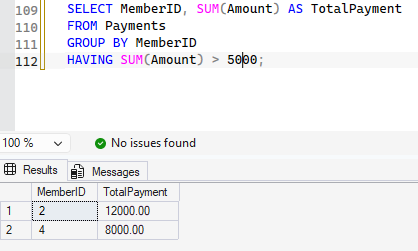 109 SELECT MemberID, SUM(Amount) AS TotalPayment
110 FROM Payments
111 GROUP BY MemberID
112 HAVING SUM(Amount) > 5000;
100 % No issues found
Results Messages
MemberID TotalPayment
1 2 12000.00
2 4 8000.00